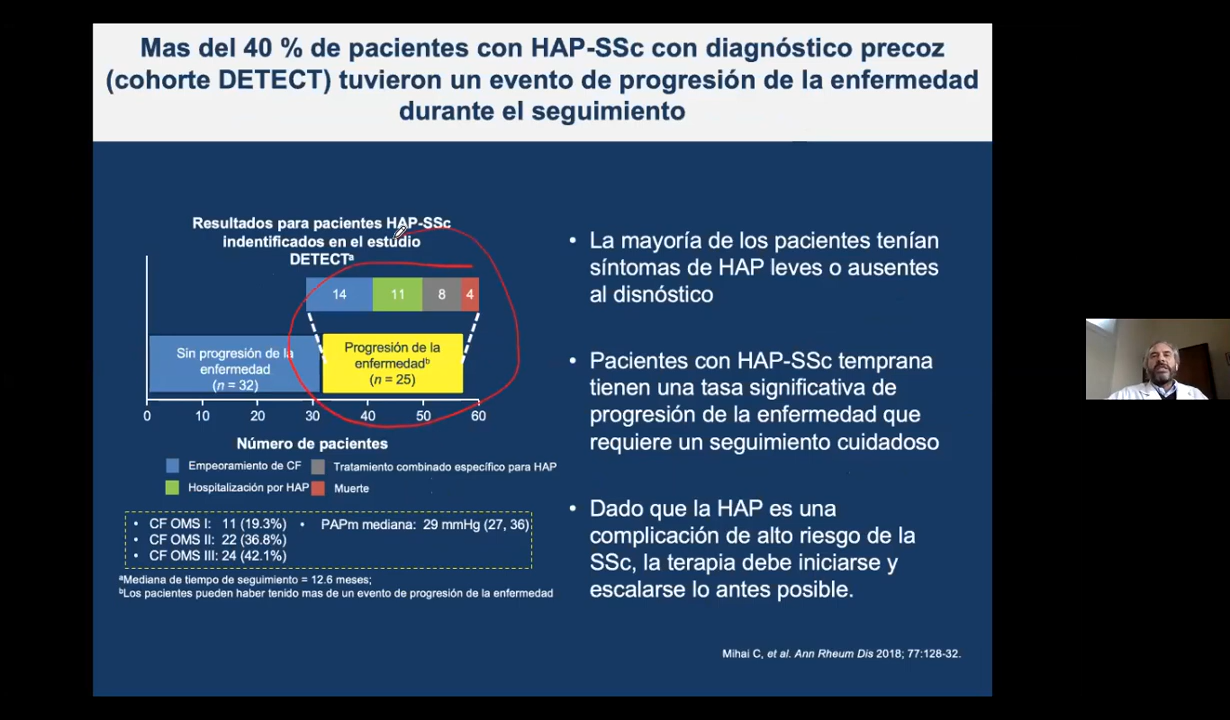 Mas del 40 % de pacientes con HAP-SSc con diagnóstico precoz
(cohorte DETECT) tuvieron un evento de progresión de la enfermedad
durante el seguimiento
Resultados para pacientes HAP-SSc
indentificados en el estudio
DETECTª
14 11 8 4
Sin progresión de la
enfermedad
(n = 32)
Progresión de la
enfermedadᵇ
(n = 25)
0 10 20 30 40 50 60
Número de pacientes
Empeoramiento de CF
Tratamiento combinado específico para HAP
Hospitalización por HAP
Muerte
• CF OMS I: 11 (19.3%)
• CF OMS II: 22 (36.8%)
• CF OMS III: 24 (42.1%)
• PAPm mediana: 29 mmHg (27, 36)
ªMediana de tiempo de seguimiento = 12.6 meses;
ᵇLos pacientes pueden haber tenido mas de un evento de progresión de la enfermedad
• La mayoría de los pacientes tenían
síntomas de HAP leves o ausentes
al disnóstico
• Pacientes con HAP-SSc temprana
tienen una tasa significativa de
progresión de la enfermedad que
requiere un seguimiento cuidadoso
• Dado que la HAP es una
complicación de alto riesgo de la
SSc, la terapia debe iniciarse y
escalarse lo antes posible.
Mihai C, et al. Ann Rheum Dis 2018; 77:128-32.